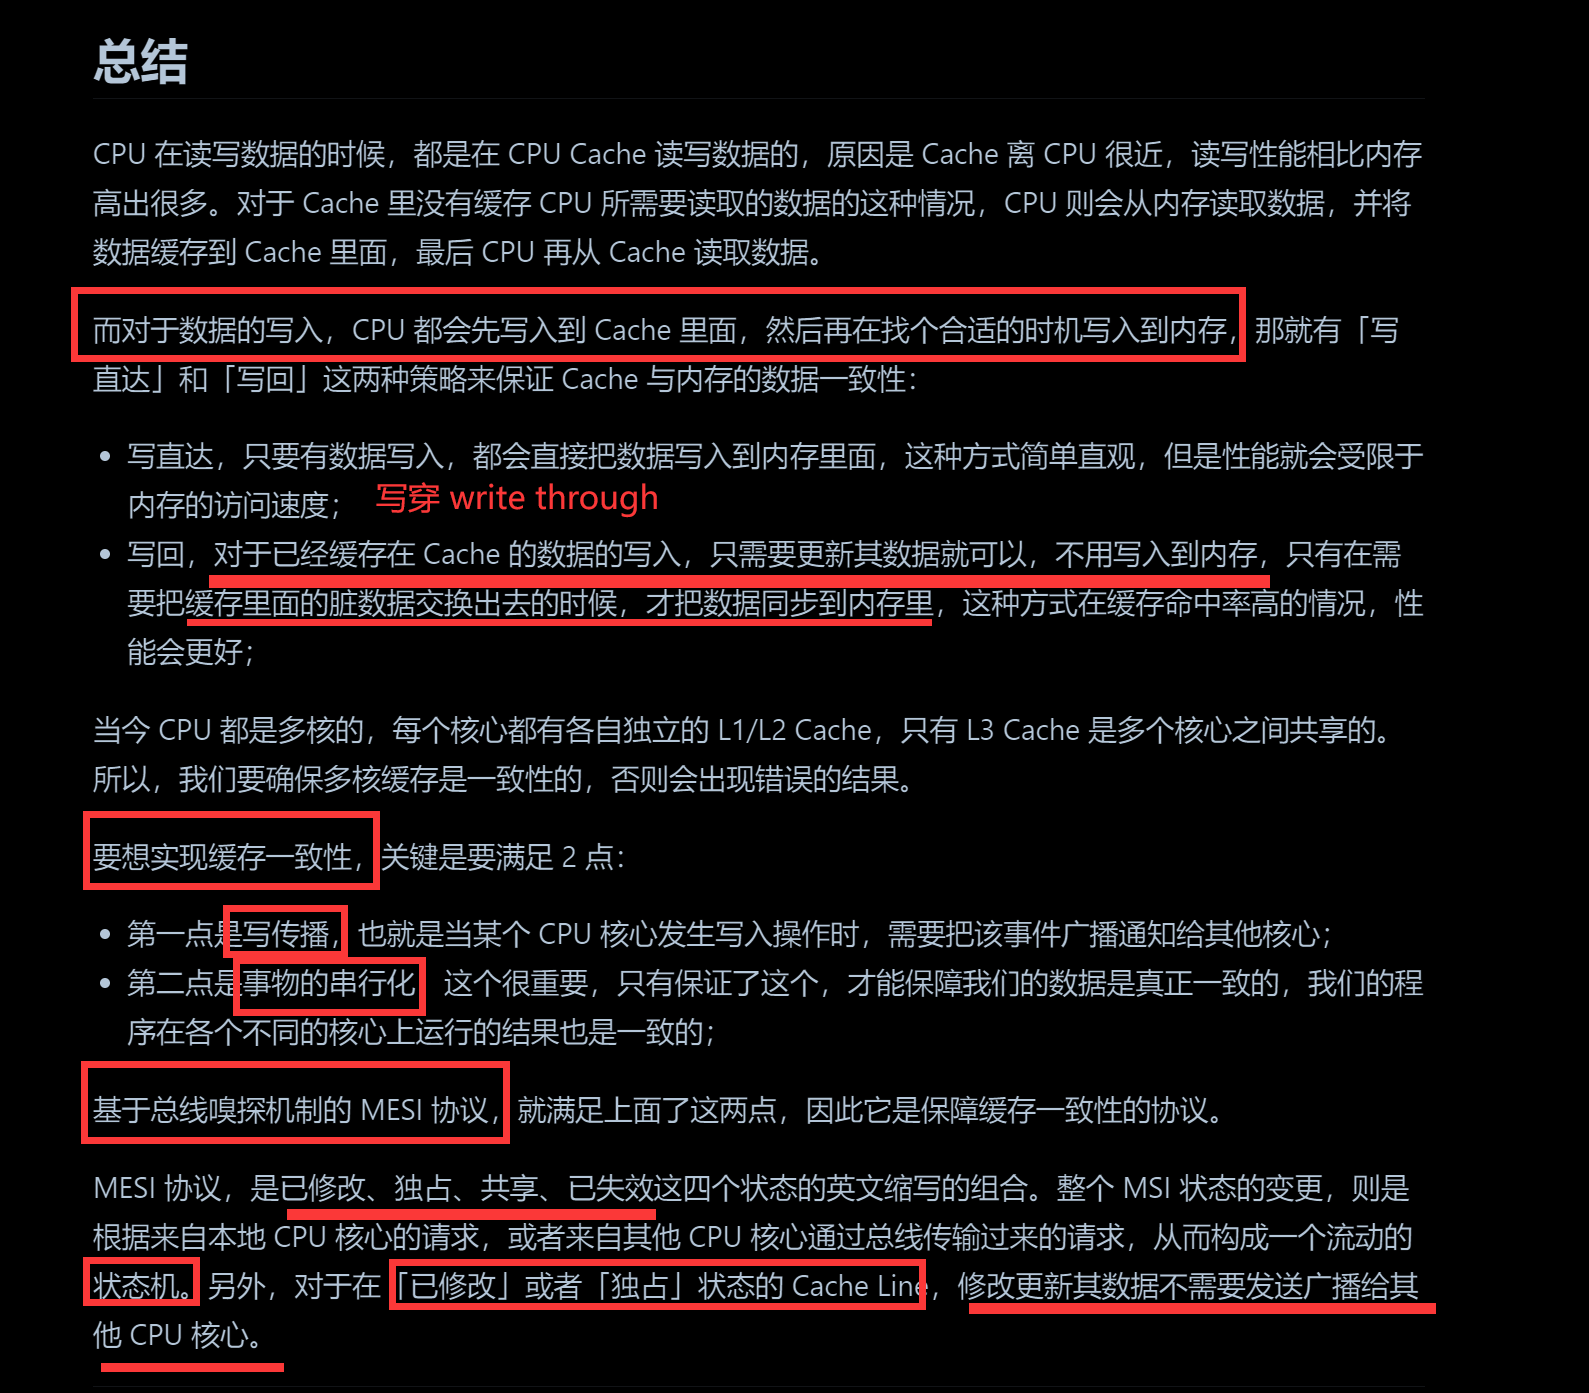 总结
CPU 在读写数据的时候，都是在 CPU Cache 读写数据的，原因是 Cache 离 CPU 很近，读写性能相比内存
高出很多。对于 Cache 里没有缓存 CPU 所需要读取的数据的这种情况，CPU 则会从内存读取数据，并将
数据缓存到 Cache 里面，最后 CPU 再从 Cache 读取数据。
而对于数据的写入，CPU 都会先写入到 Cache 里面，然后再在找个合适的时机写入到内存，那就有「写
直达」和「写回」这两种策略来保证 Cache 与内存的数据一致性：
• 写直达，只要有数据写入，都会直接把数据写入到内存里面，这种方式简单直观，但是性能就会受限于
内存的访问速度； 写穿 write through
• 写回，对于已经缓存在 Cache 的数据的写入，只需要更新其数据就可以，不用写入到内存，只有在需
要把缓存里面的脏数据交换出去的时候，才把数据同步到内存里，这种方式在缓存命中率高的情况，性
能会更好；
当今 CPU 都是多核的，每个核心都有各自独立的 L1/L2 Cache，只有 L3 Cache 是多个核心之间共享的。
所以，我们要确保多核缓存是一致性的，否则会出现错误的结果。
要想实现缓存一致性，关键是要满足 2 点：
• 第一点是写传播，也就是当某个 CPU 核心发生写入操作时，需要把该事件广播通知给其他核心；
• 第二点是事物的串行化，这个很重要，只有保证了这个，才能保障我们的数据是真正一致的，我们的程
序在各个不同的核心上运行的结果也是一致的；
基于总线嗅探机制的 MESI 协议，就满足上面了这两点，因此它是保障缓存一致性的协议。
MESI 协议，是已修改、独占、共享、已失效这四个状态的英文缩写的组合。整个 MSI 状态的变更，则是
根据来自本地 CPU 核心的请求，或者来自其他 CPU 核心通过总线传输过来的请求，从而构成一个流动的
状态机。另外，对于在「已修改」或者「独占」状态的 Cache Line，修改更新其数据不需要发送广播给其
他 CPU 核心。